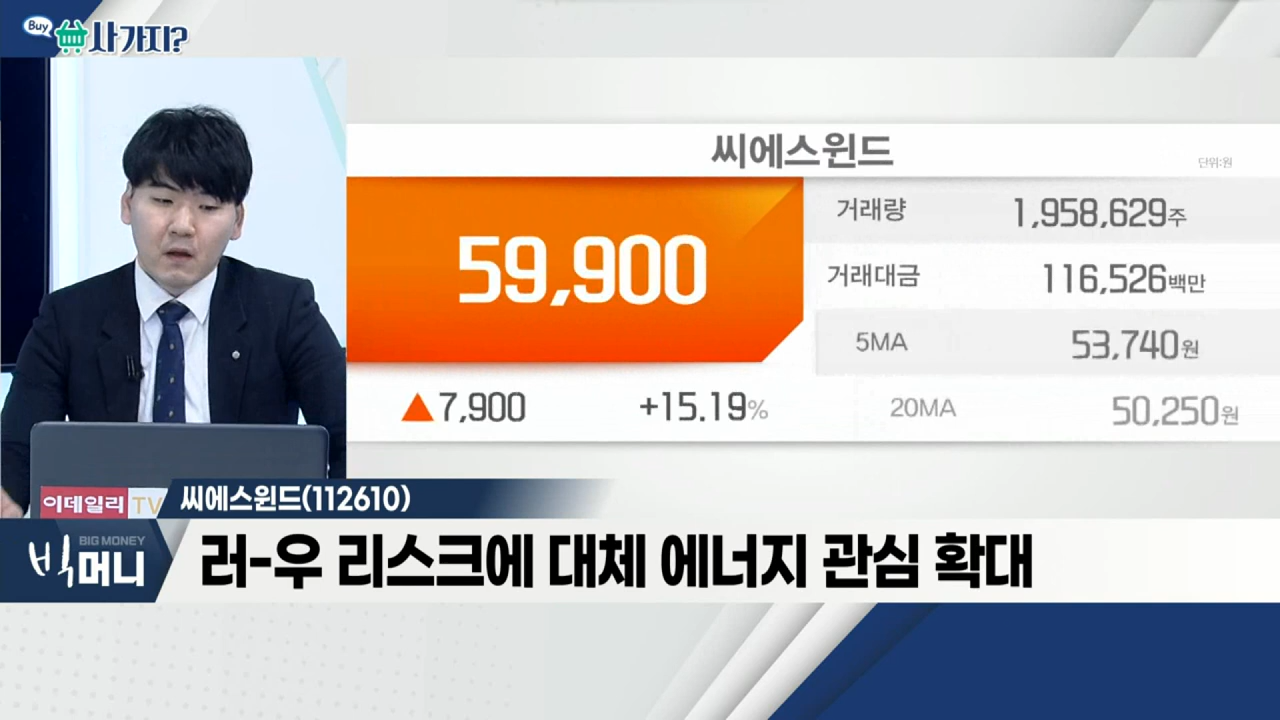 Buy 사가지?
씨에스윈드
단위:원
59,900
▲7,900 +15.19%
거래량 1,958,629주
거래대금 116,526백만
5MA 53,740원
20MA 50,250원
이데일리TV
씨에스윈드(112610)
BIG MONEY
빅머니
러-우 리스크에 대체 에너지 관심 확대